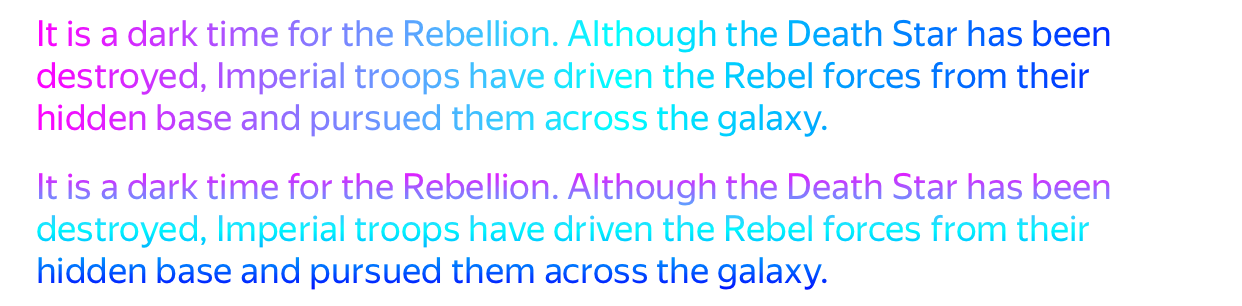 It is a dark time for the Rebellion. Although the Death Star has been
destroyed, Imperial troops have driven the Rebel forces from their
hidden base and pursued them across the galaxy.
It is a dark time for the Rebellion. Although the Death Star has been
destroyed, Imperial troops have driven the Rebel forces from their
hidden base and pursued them across the galaxy.